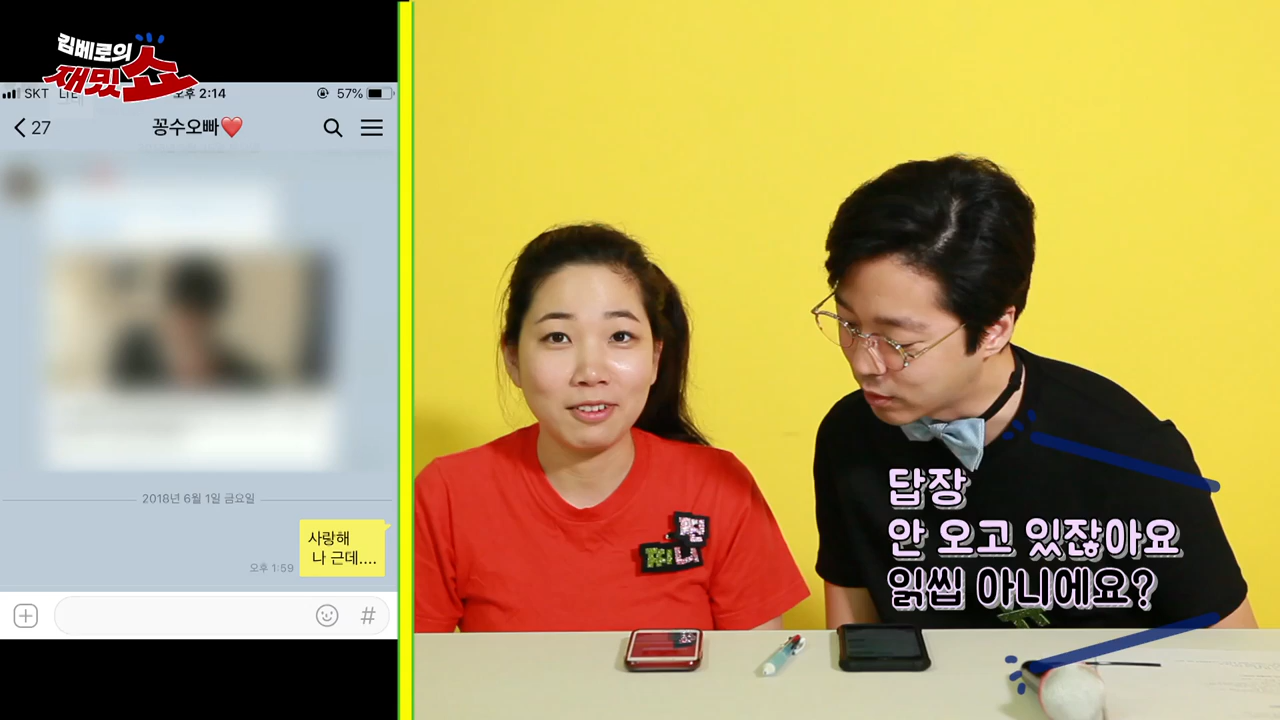 킴베로의
재밌쇼
SKT LTE 오후 2:14 57%
27 꽁수오빠❤️
2018년 6월 1일 금요일
사랑해
나 근데....
오후 1:59
#
답장
안 오고 있잖아요
읽씹 아니에요?